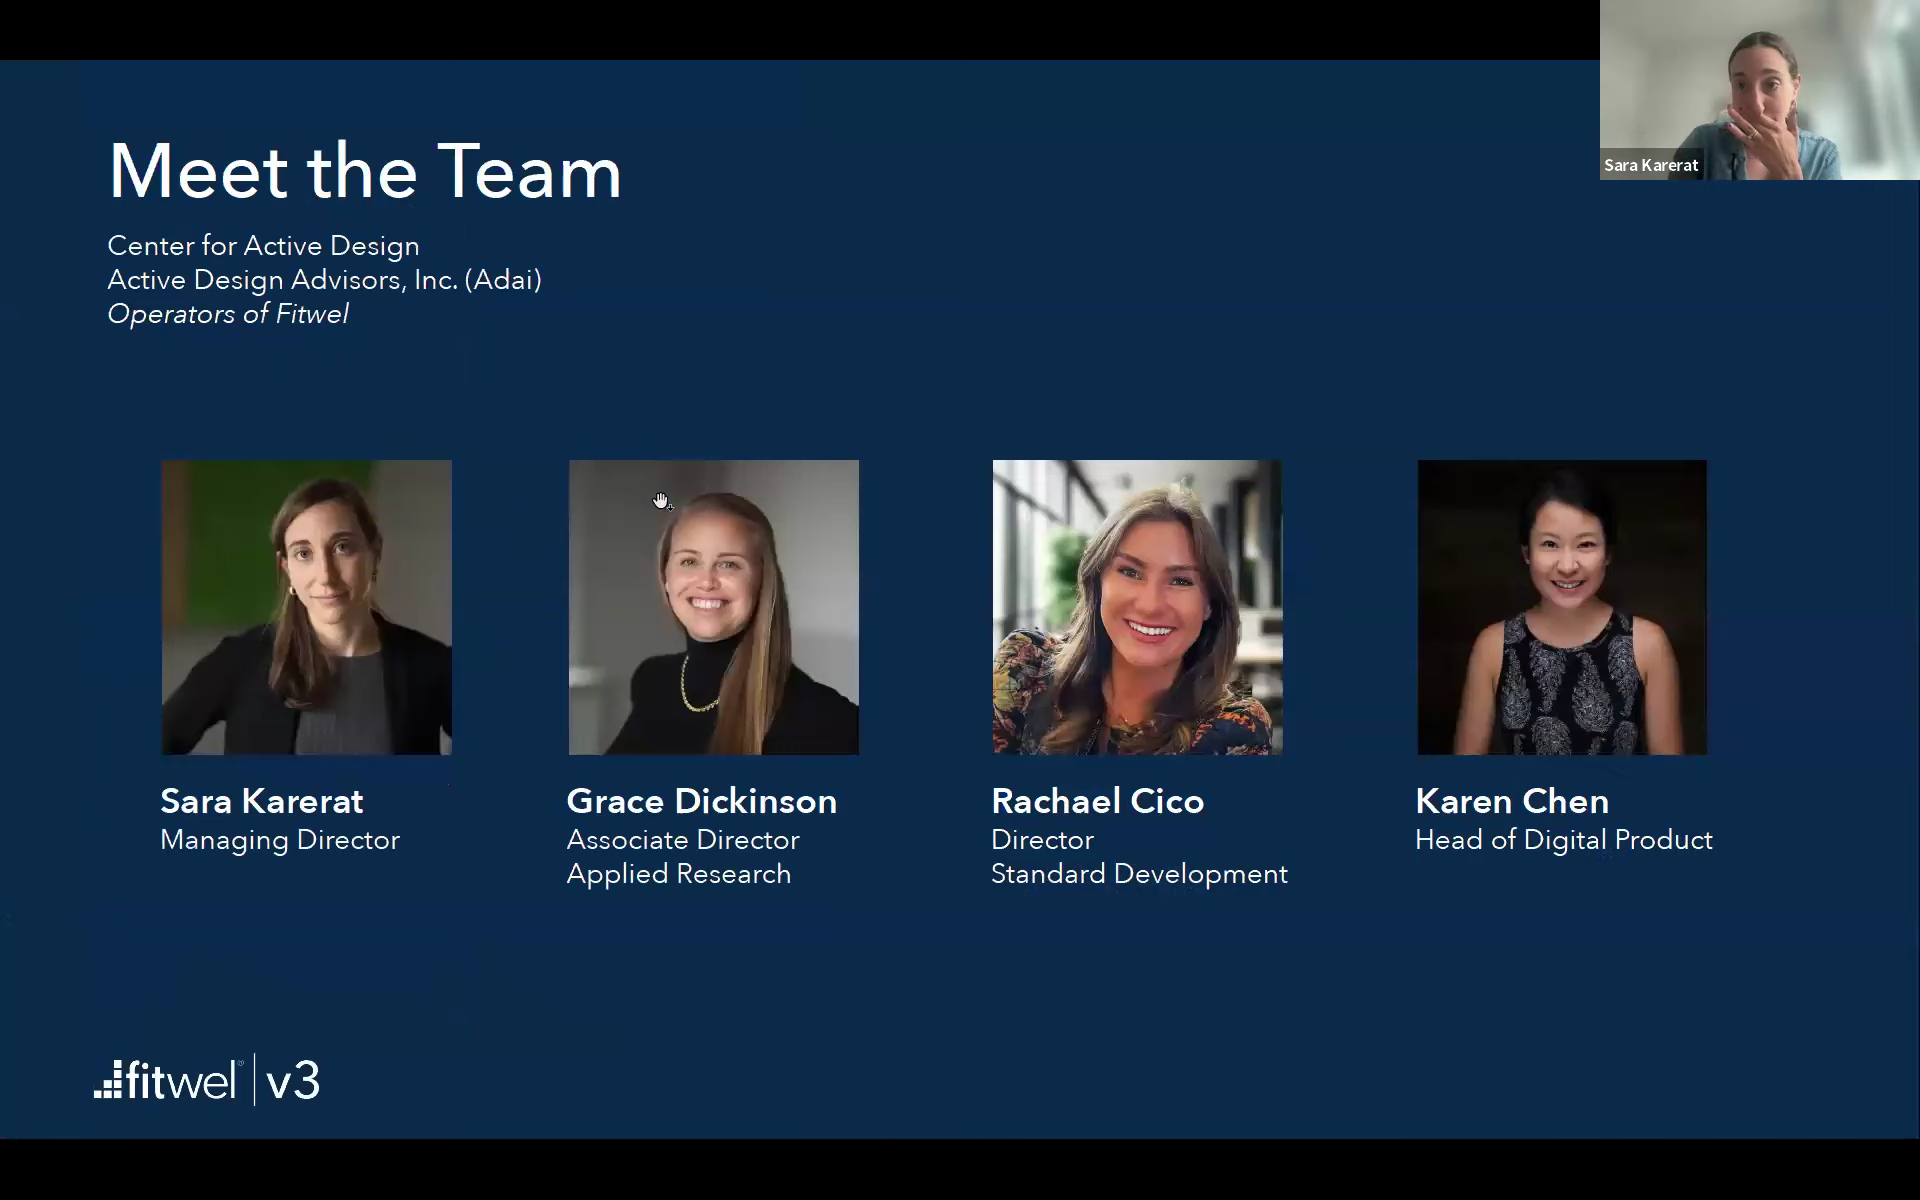 Meet the Team
Center for Active Design
Active Design Advisors, Inc. (Adai)
Operators of Fitwel
Sara Karerat
Sara Karerat
Managing Director
Grace Dickinson
Associate Director
Applied Research
Rachael Cico
Director
Standard Development
Karen Chen
Head of Digital Product
fitwel® v3